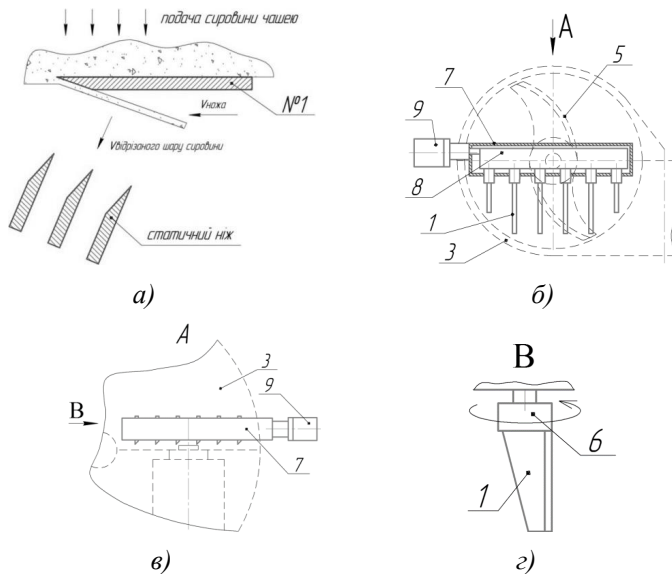 подача сировини чашею
Vножа
№1
Vвідрізаного шару сировини
статичний ніж
а)
А
5
7
9
8
1
3
б)
А
3
9
В
7
в)
В
6
1
г)